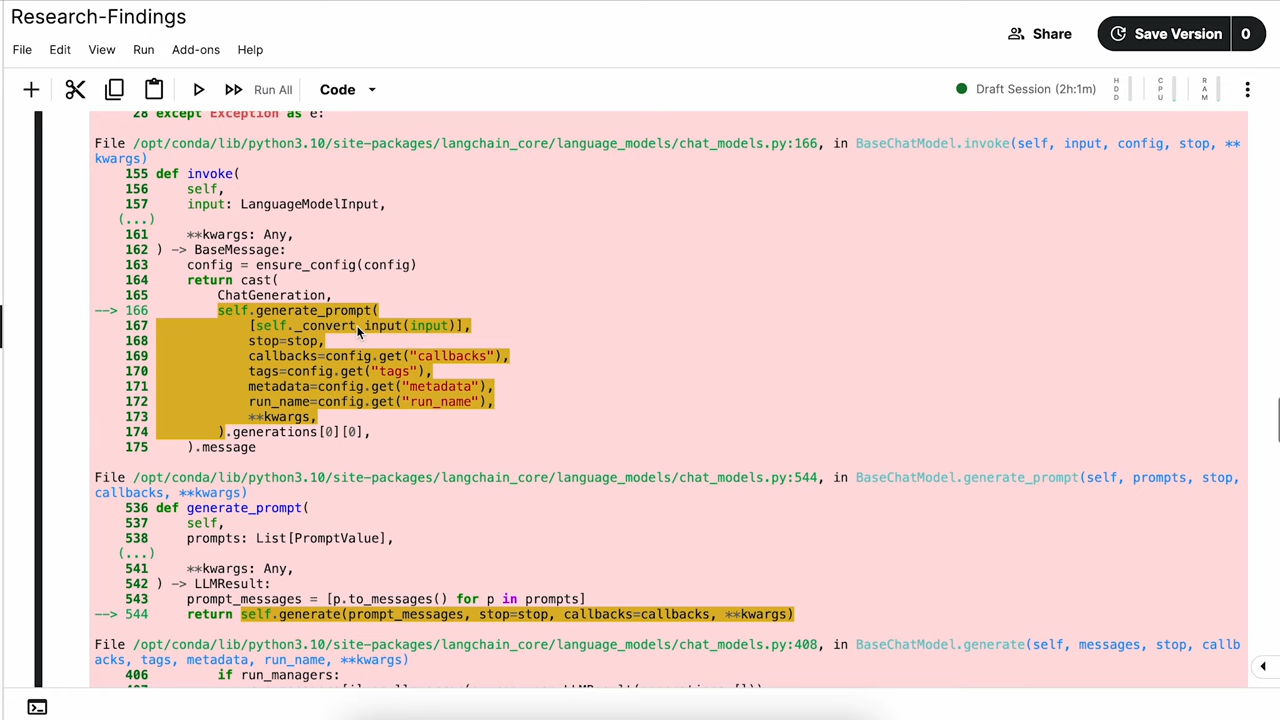 Research-Findings
File Edit View Run Add-ons Help
Share
Save Version 0
Run All
Code
Draft Session (2h:1m)
HDD
CPU
RAM
28 except Exception as e:
File /opt/conda/lib/python3.10/site-packages/langchain_core/language_models/chat_models.py:166, in BaseChatModel.invoke(self, input, config, stop, **
kwargs)
155 def invoke(
156     self,
157     input: LanguageModelInput,
(...)
161     **kwargs: Any,
162 ) -> BaseMessage:
163     config = ensure_config(config)
164     return cast(
165         ChatGeneration,
--> 166         self.generate_prompt(
167             [self._convert_input(input)],
168             stop=stop,
169             callbacks=config.get("callbacks"),
170             tags=config.get("tags"),
171             metadata=config.get("metadata"),
172             run_name=config.get("run_name"),
173             **kwargs,
174         ).generations[0][0],
175     ).message
File /opt/conda/lib/python3.10/site-packages/langchain_core/language_models/chat_models.py:544, in BaseChatModel.generate_prompt(self, prompts, stop,
callbacks, **kwargs)
536 def generate_prompt(
537     self,
538     prompts: List[PromptValue],
(...)
541     **kwargs: Any,
542 ) -> LLMResult:
543     prompt_messages = [p.to_messages() for p in prompts]
--> 544     return self.generate(prompt_messages, stop=stop, callbacks=callbacks, **kwargs)
File /opt/conda/lib/python3.10/site-packages/langchain_core/language_models/chat_models.py:408, in BaseChatModel.generate(self, messages, stop, callb
acks, tags, metadata, run_name, **kwargs)
406         if run_managers: